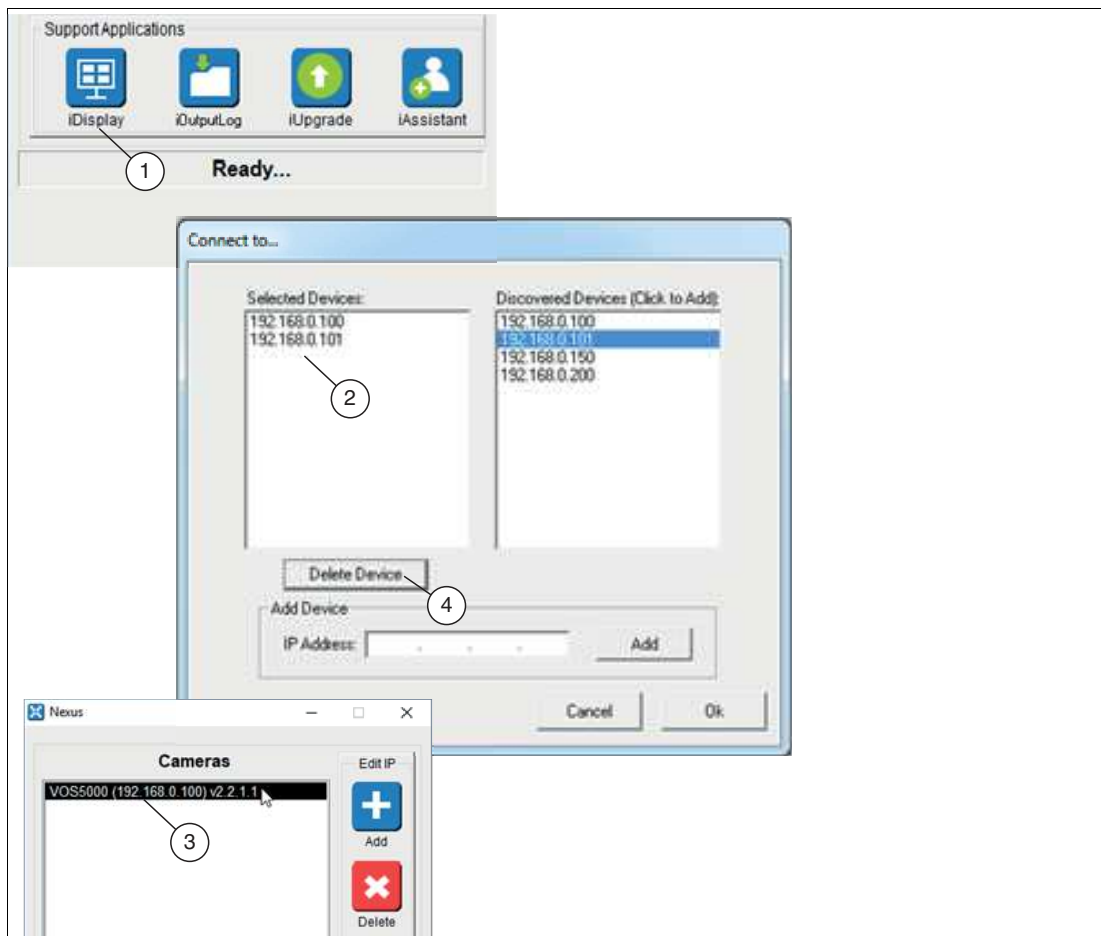 Support Applications
iDisplay iOutputLog iUpgrade iAssistant
1
Ready...
Connect to...
Selected Devices: Discovered Devices (Click to Add):
192.168.0.100 192.168.0.100
192.168.0.101 192.168.0.101
192.168.0.150
192.168.0.200
2
Delete Device
4
Add Device
IP Address: . . . Add
Cancel Ok
Nexus
Cameras Edit IP
VOS5000 (192.168.0.100) v2.2.1.1
3
Add
Delete